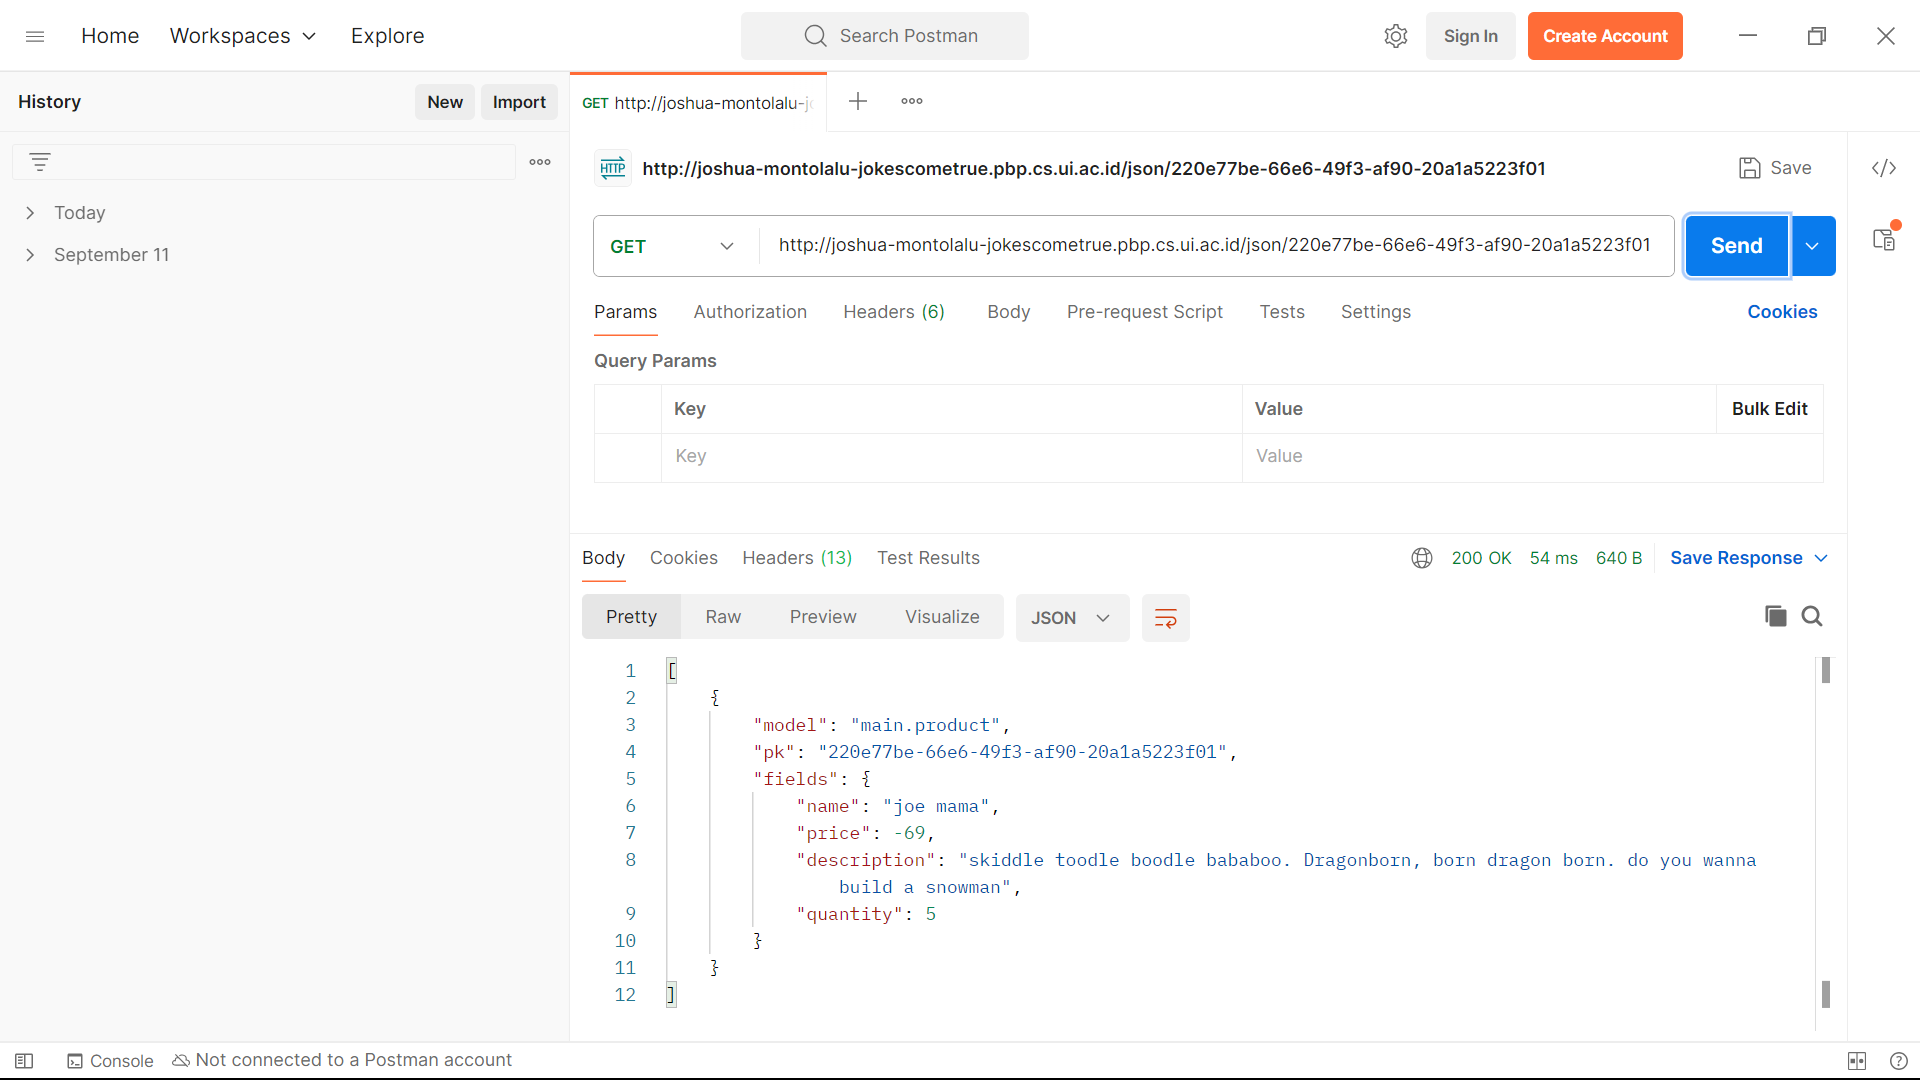 Home Workspaces Explore Search Postman Sign In Create Account
History New Import
GET http://joshua-montolalu-j
http://joshua-montolalu-jokescometrue.pbp.cs.ui.ac.id/json/220e77be-66e6-49f3-af90-20a1a5223f01 Save
Today
September 11
GET http://joshua-montolalu-jokescometrue.pbp.cs.ui.ac.id/json/220e77be-66e6-49f3-af90-20a1a5223f01 Send
Params Authorization Headers (6) Body Pre-request Script Tests Settings Cookies
Query Params
Key Value Bulk Edit
Key Value
Body Cookies Headers (13) Test Results 200 OK 54 ms 640 B Save Response
Pretty Raw Preview Visualize JSON
1 [
2 {
3 "model": "main.product",
4 "pk": "220e77be-66e6-49f3-af90-20a1a5223f01",
5 "fields": {
6 "name": "joe mama",
7 "price": -69,
8 "description": "skiddle toodle boodle bababoo. Dragonborn, born dragon born. do you wanna
build a snowman",
9 "quantity": 5
10 }
11 }
12 ]
Console Not connected to a Postman account